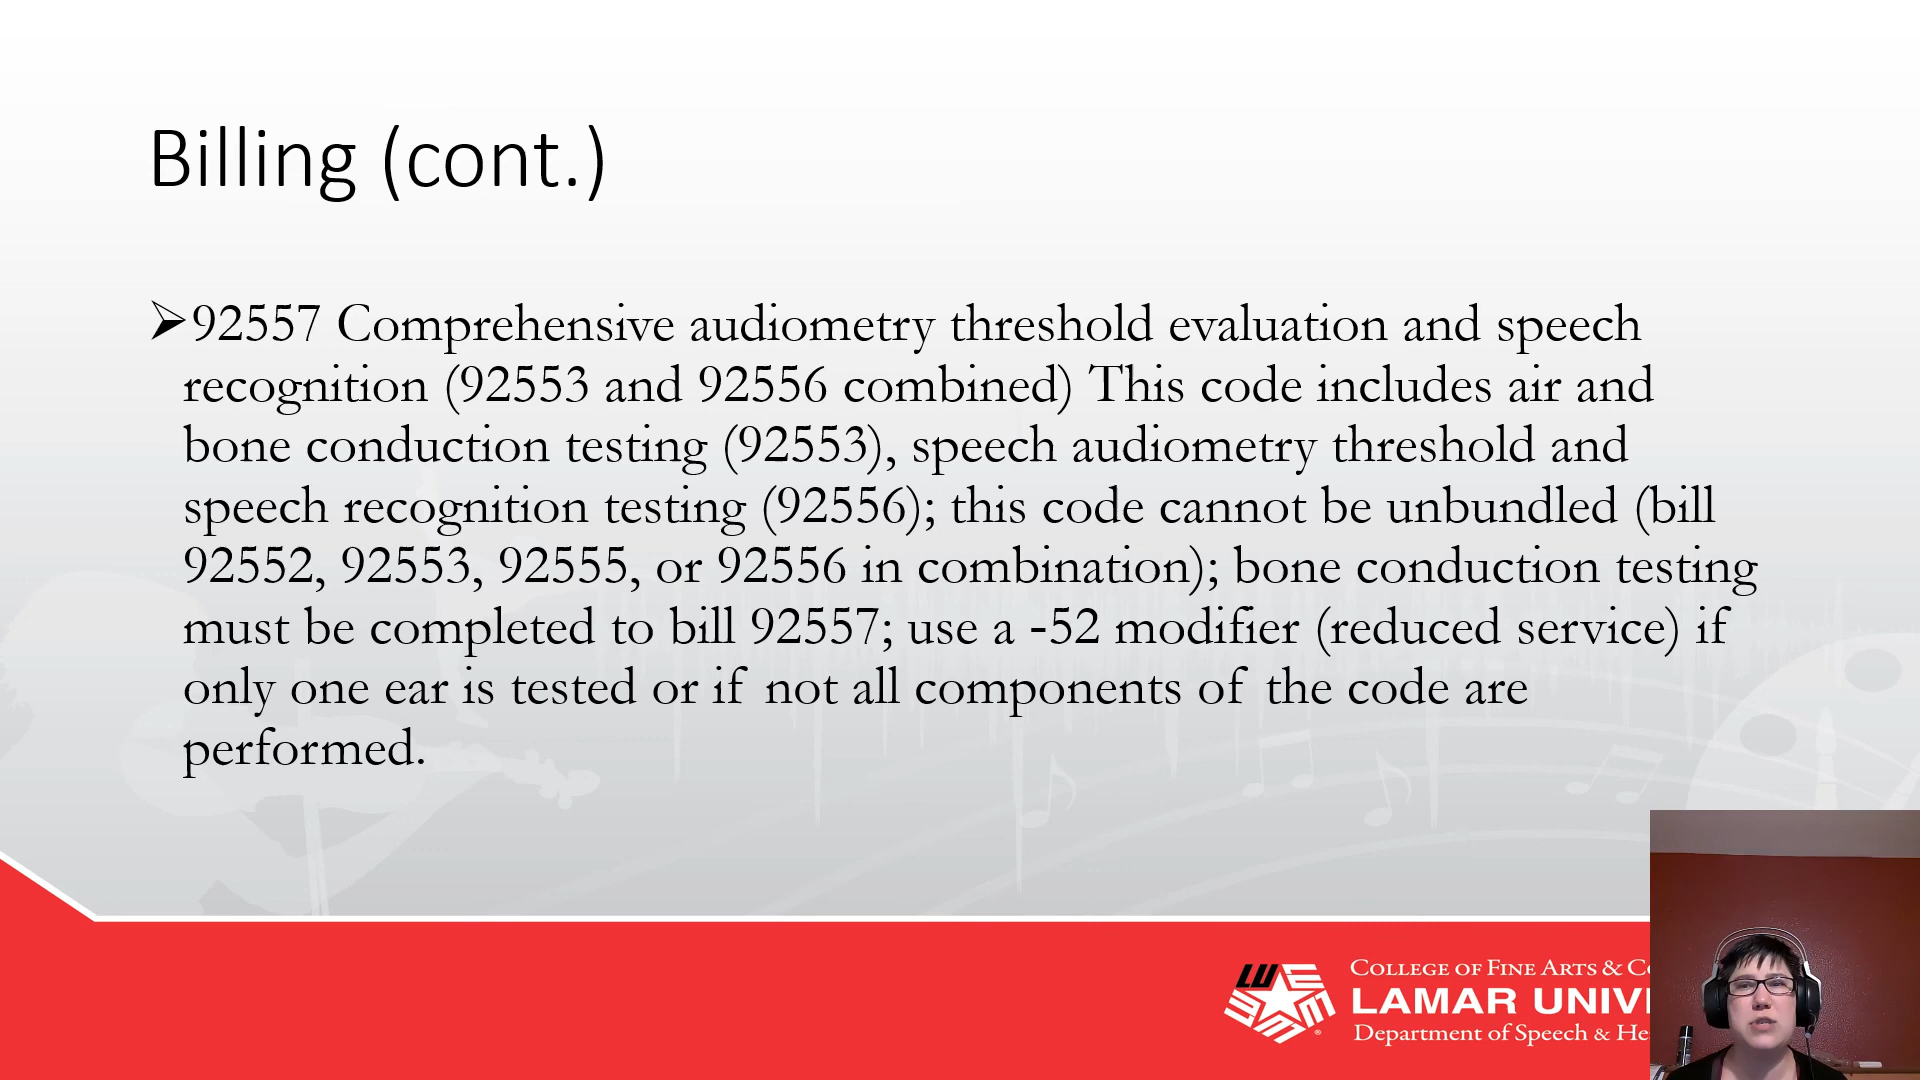 Billing (cont.)
➢92557 Comprehensive audiometry threshold evaluation and speech
recognition (92553 and 92556 combined) This code includes air and
bone conduction testing (92553), speech audiometry threshold and
speech recognition testing (92556); this code cannot be unbundled (bill
92552, 92553, 92555, or 92556 in combination); bone conduction testing
must be completed to bill 92557; use a -52 modifier (reduced service) if
only one ear is tested or if not all components of the code are
performed.
COLLEGE OF FINE ARTS &
LAMAR
Department of Speech &